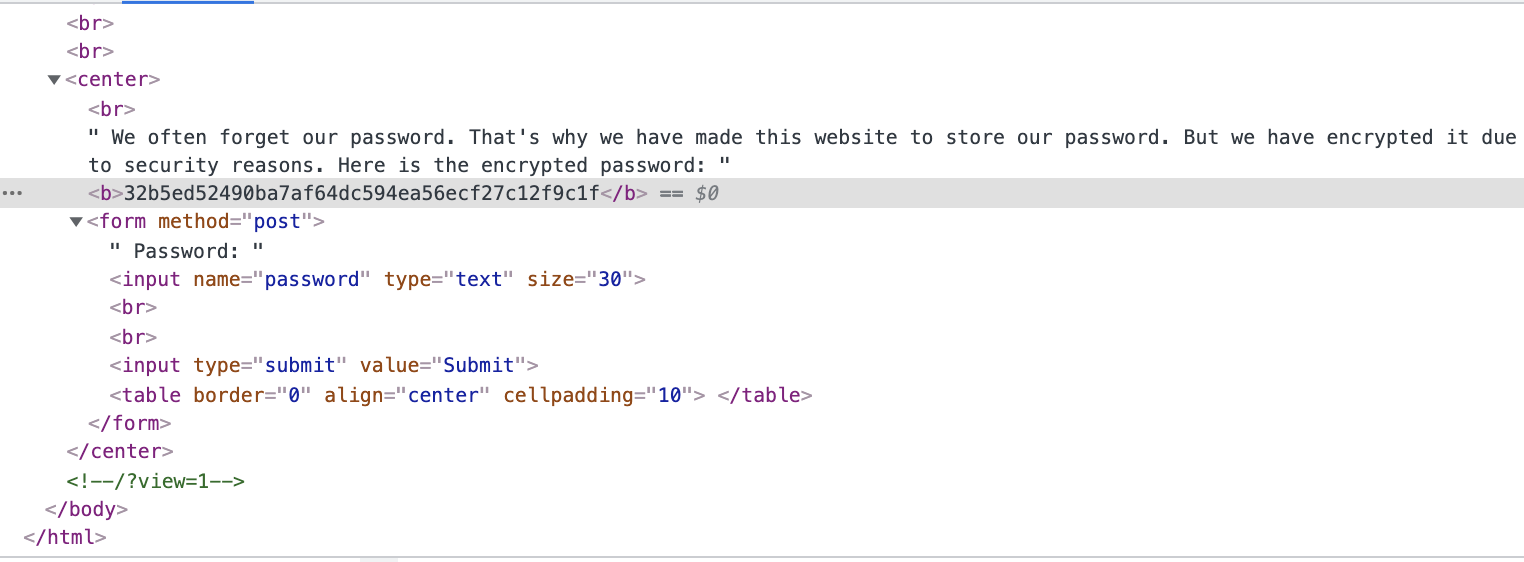 <br>
<br>
▼<center>
<br>
" We often forget our password. That's why we have made this website to store our password. But we have encrypted it due
to security reasons. Here is the encrypted password: "
••• <b>32b5ed52490ba7af64dc594ea56ecf27c12f9c1f</b> == $0
▼<form method="post">
" Password: "
<input name="password" type="text" size="30">
<br>
<br>
<input type="submit" value="Submit">
<table border="0" align="center" cellpadding="10"> </table>
</form>
</center>
<!--/?view=1-->
</body>
</html>